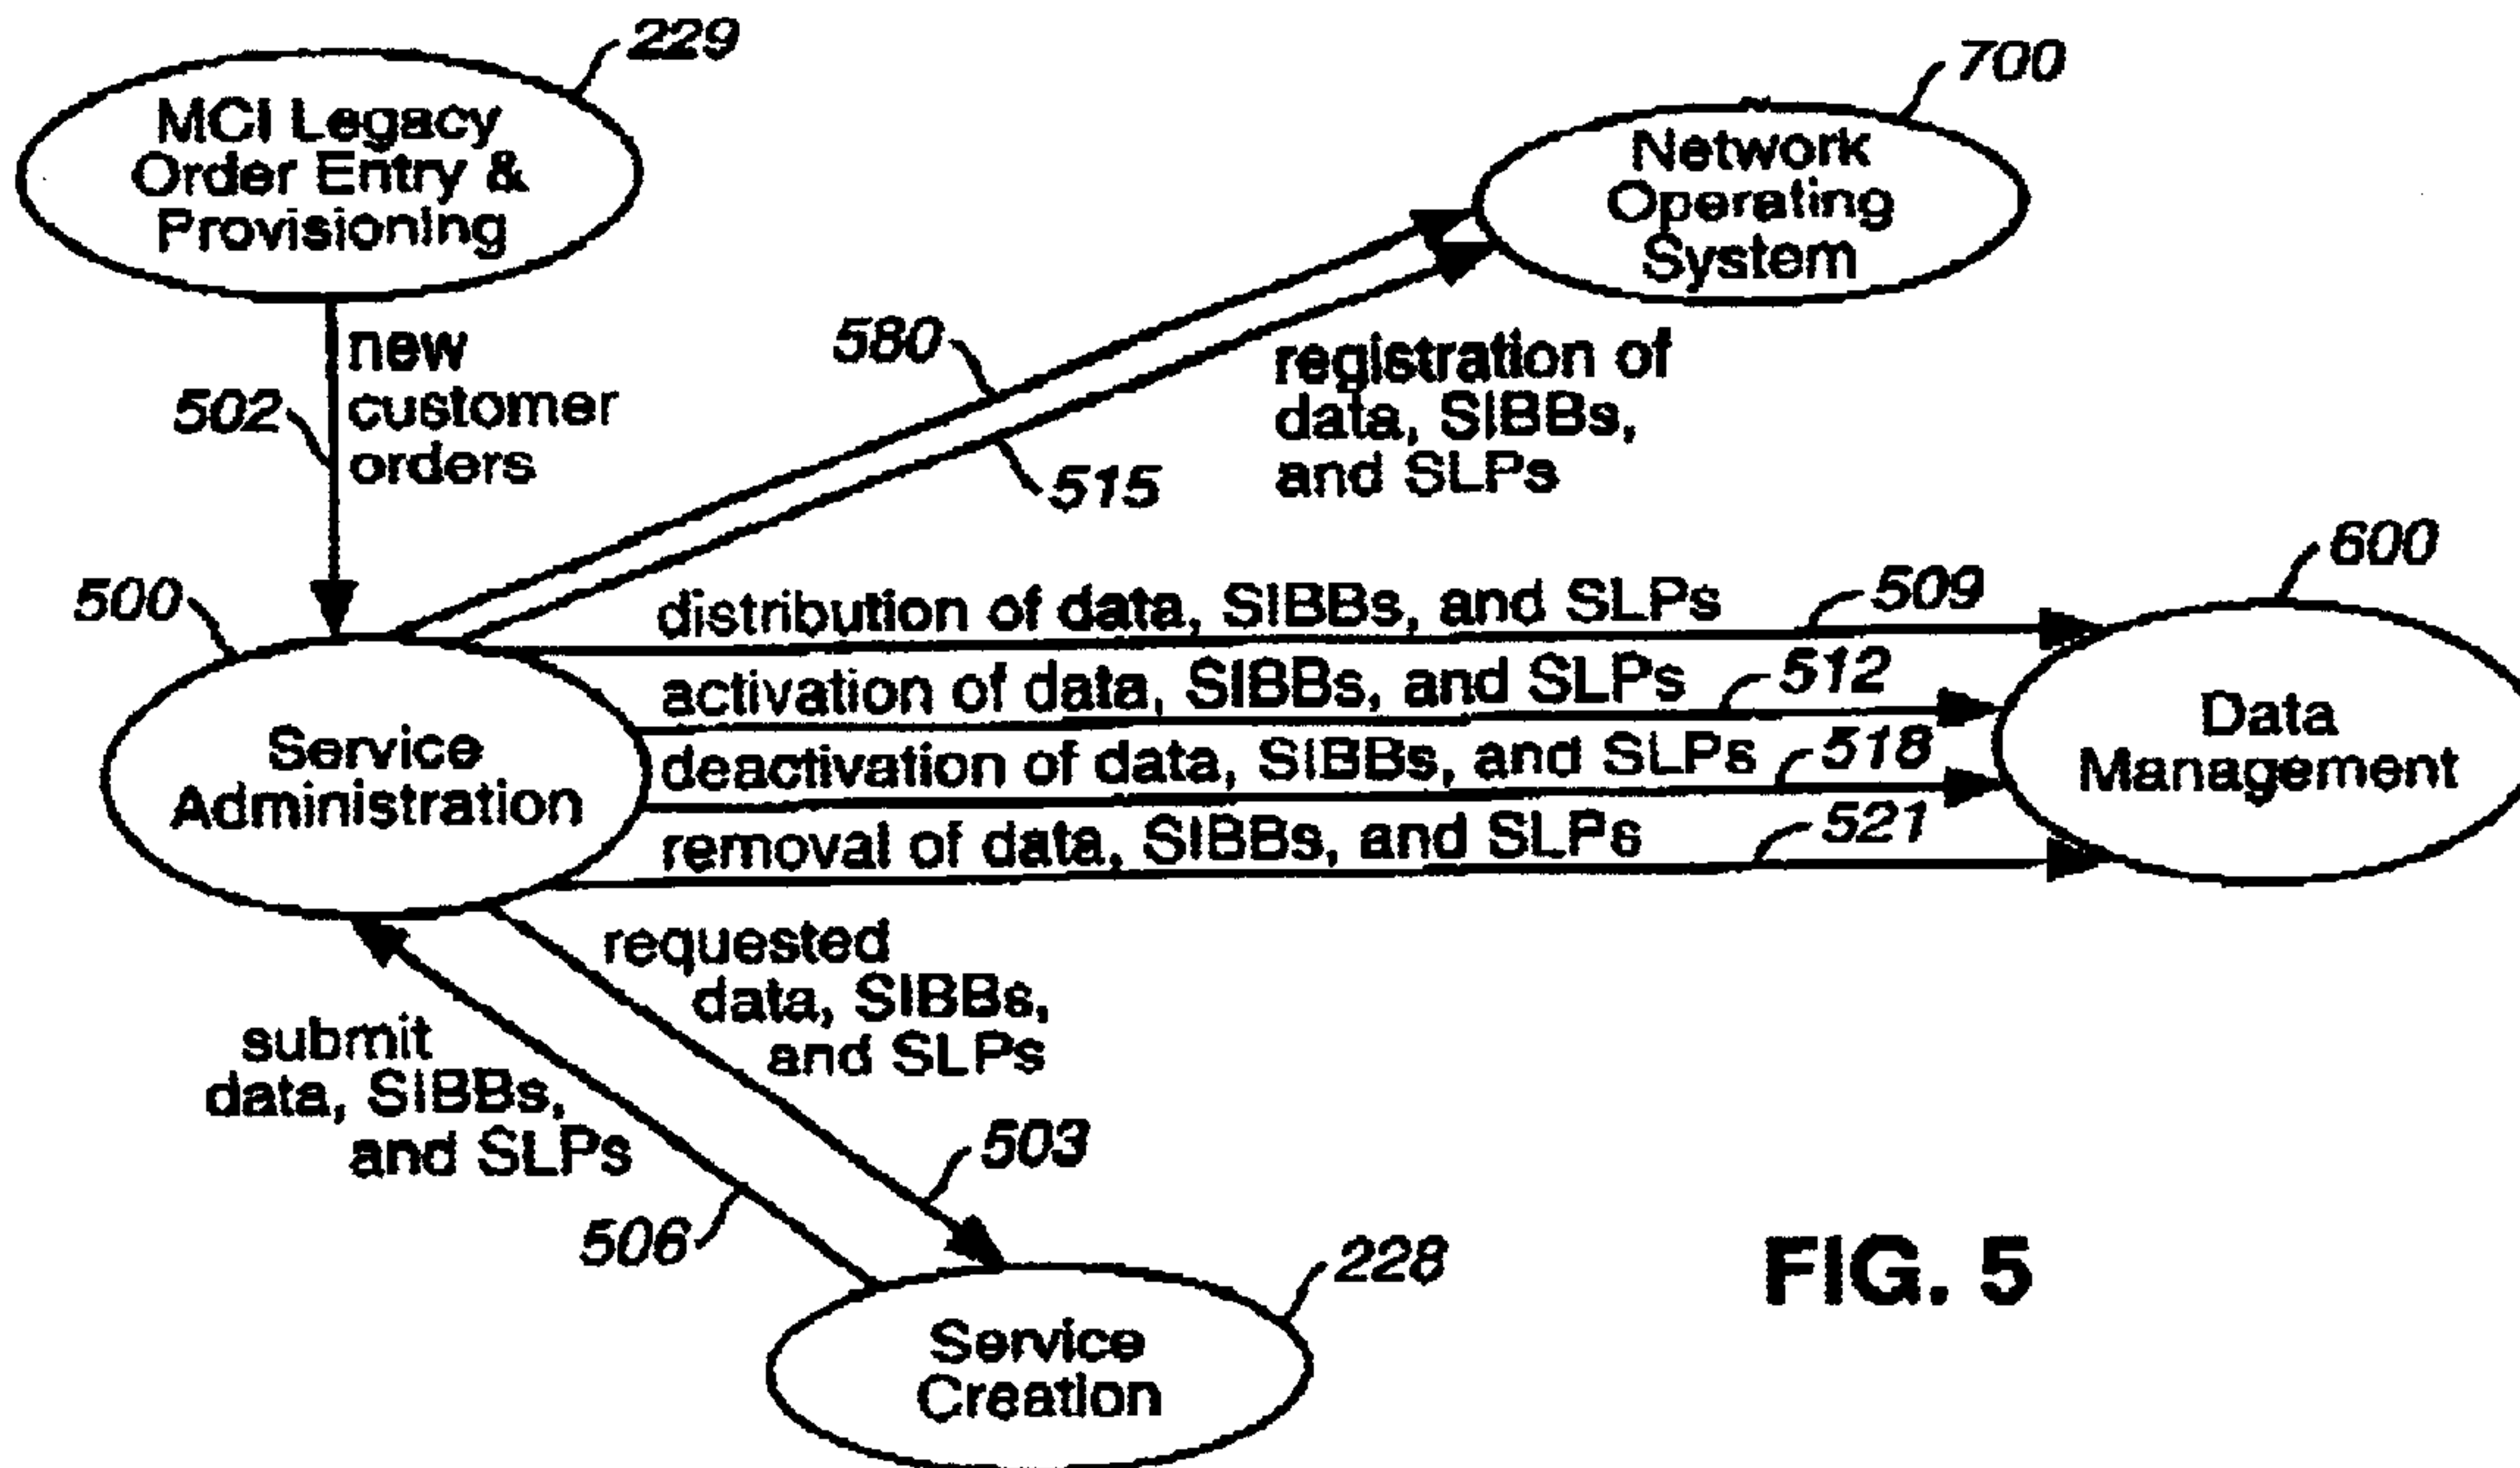 229
MCI Legacy
Order Entry &
Provisioning
700
Network
Operating
System
new
customer
orders
502
580
515
registration of
data, SIBBs,
and SLPs
500
Service
Administration
distribution of data, SIBBs, and SLPs
509
activation of data, SIBBs, and SLPs
512
deactivation of data, SIBBs, and SLPs
518
removal of data, SIBBs, and SLPs
521
600
Data
Management
requested
data, SIBBs,
and SLPs
503
submit
data, SIBBs,
and SLPs
506
228
Service
Creation
FIG. 5